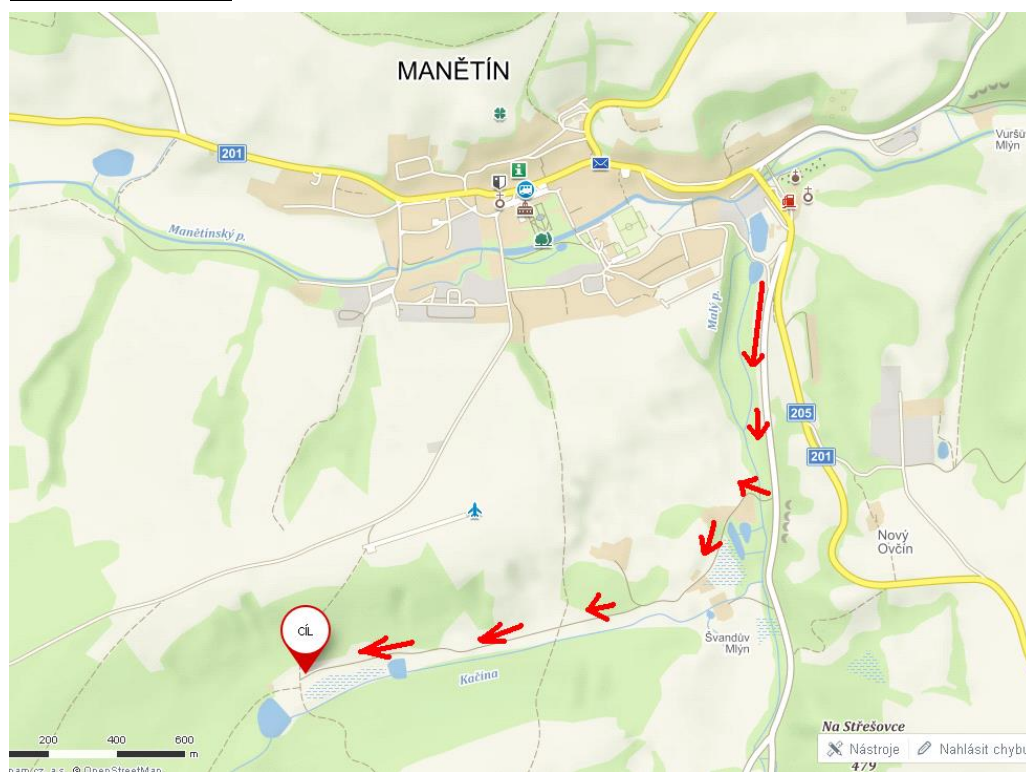 MANĚTÍN
201
Vuršův
Mlýn
Manětínský p.
Malý p.
205
201
Nový
Ovčín
CÍL
Švandův
Mlýn
Kačina
Na Střešovce
479
200 400 600
m
Nástroje
Nahlásit chybu
© OpenStreetMap